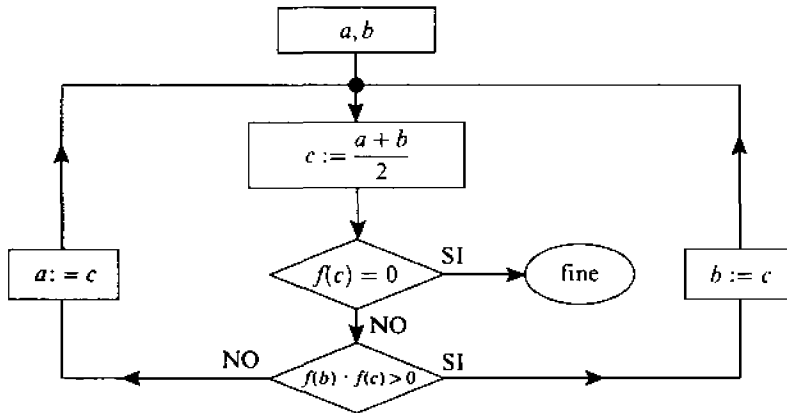 a, b
c := a + b / 2
f(c) = 0
SI
fine
a: = c
b := c
NO
NO
f(b) · f(c) > 0
SI